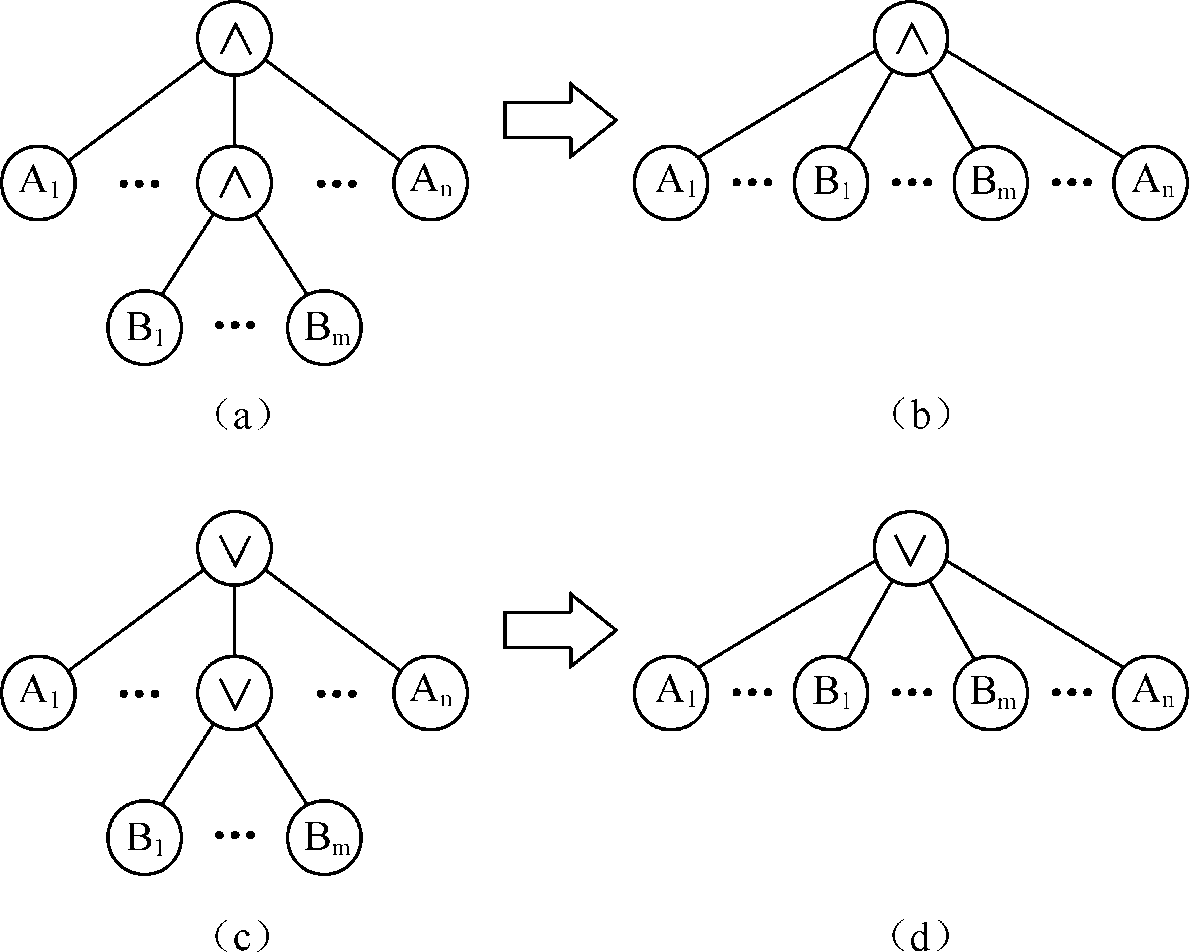 ∧ ∧
A₁ ··· ∧ ··· Aₙ A₁ ··· B₁ ··· Bₘ ··· Aₙ
B₁ ··· Bₘ
（a） （b）
∨ ∨
A₁ ··· ∨ ··· Aₙ A₁ ··· B₁ ··· Bₘ ··· Aₙ
B₁ ··· Bₘ
（c） （d）